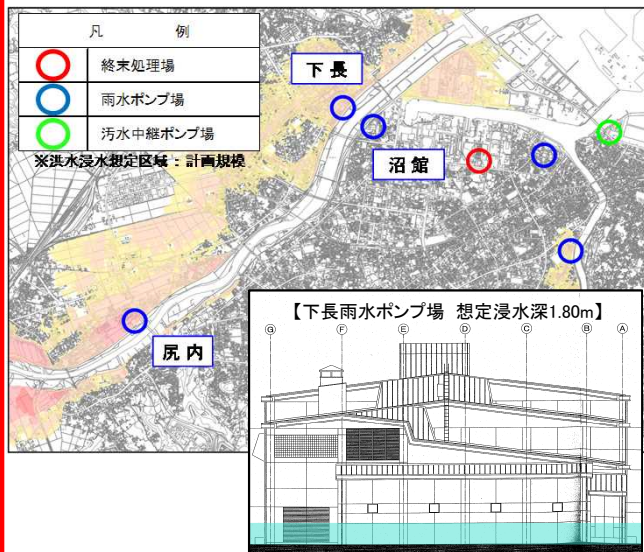 凡 例
終末処理場
雨水ポンプ場
汚水中継ポンプ場
※洪水浸水想定区域：計画規模
下長
沼館
尻内
【下長雨水ポンプ場 想定浸水深1.80m】
G F E D C B A